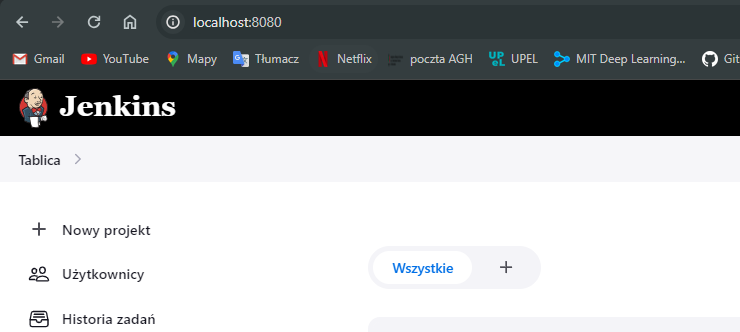 localhost:8080
Gmail YouTube Mapy Tłumacz Netflix poczta AGH UPEL MIT Deep Learning... Git
Jenkins
Tablica
Nowy projekt
Wszystkie
Użytkownicy
Historia zadań